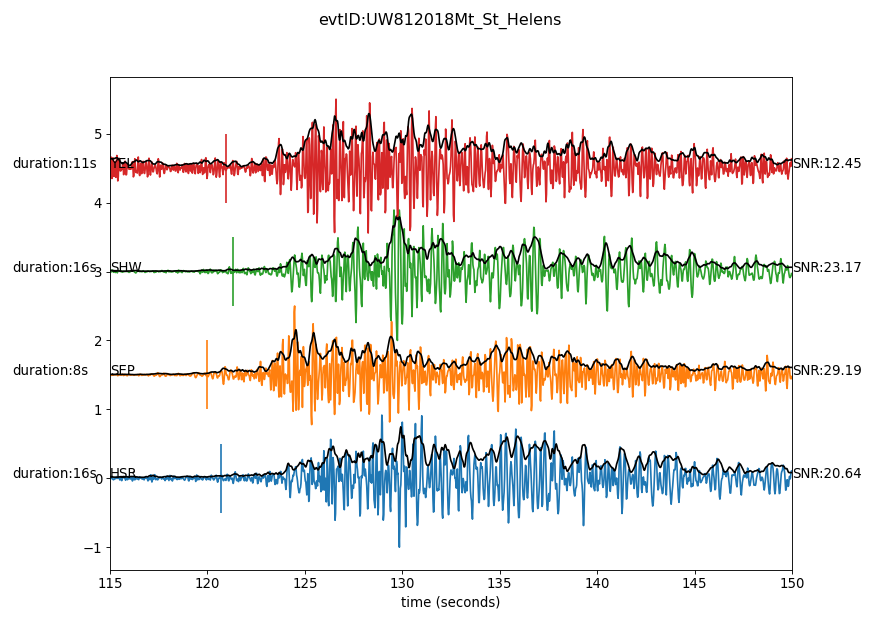 evtID:UW812018Mt_St_Helens
5
duration:11s
SNR:12.45
4
duration:16s
SHW
3
SNR:23.17
2
duration:8s
SEP
SNR:29.19
1
duration:16s
HSR
0
SNR:20.64
−1
115 120 125 130 135 140 145 150
time (seconds)